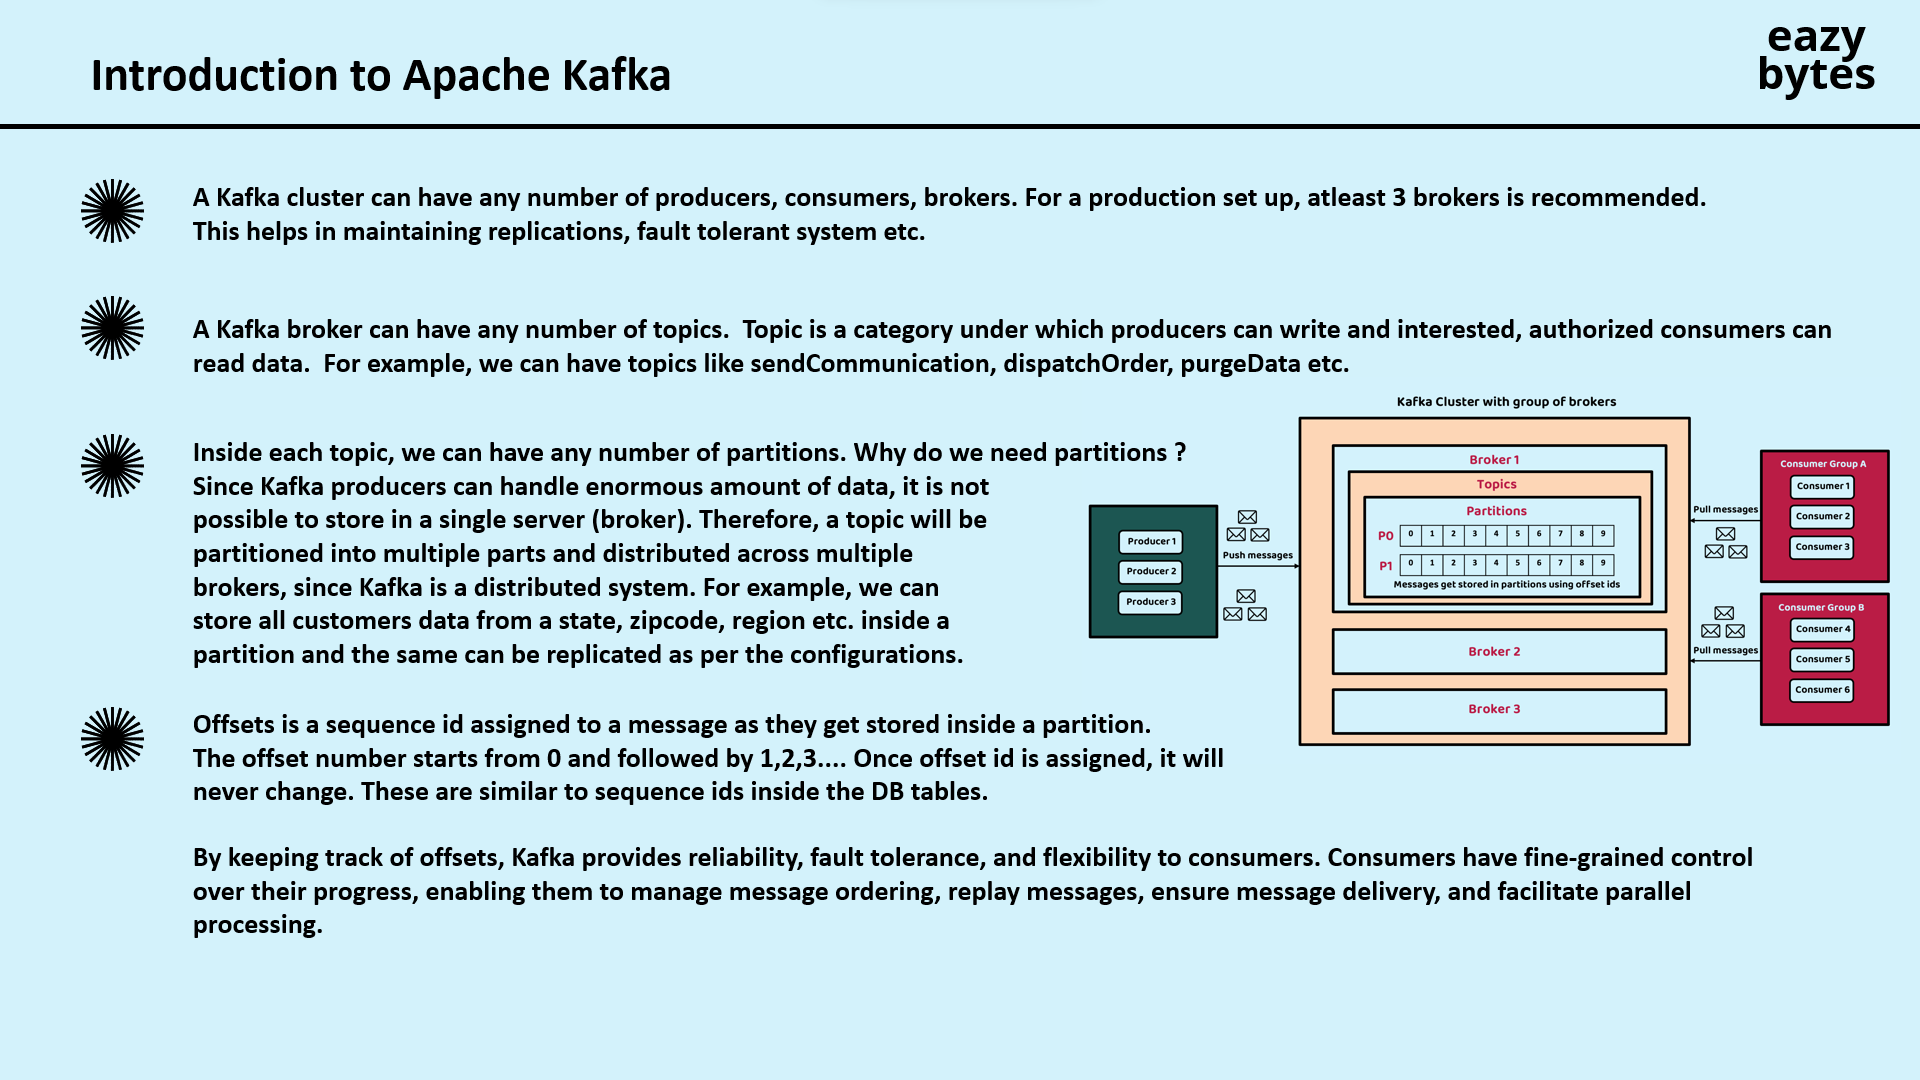 Introduction to Apache Kafka
eazy
bytes
A Kafka cluster can have any number of producers, consumers, brokers. For a production set up, atleast 3 brokers is recommended.
This helps in maintaining replications, fault tolerant system etc.
A Kafka broker can have any number of topics.  Topic is a category under which producers can write and interested, authorized consumers can
read data.  For example, we can have topics like sendCommunication, dispatchOrder, purgeData etc.
Inside each topic, we can have any number of partitions. Why do we need partitions ?
Since Kafka producers can handle enormous amount of data, it is not
possible to store in a single server (broker). Therefore, a topic will be
partitioned into multiple parts and distributed across multiple
brokers, since Kafka is a distributed system. For example, we can
store all customers data from a state, zipcode, region etc. inside a
partition and the same can be replicated as per the configurations.
Offsets is a sequence id assigned to a message as they get stored inside a partition.
The offset number starts from 0 and followed by 1,2,3.... Once offset id is assigned, it will
never change. These are similar to sequence ids inside the DB tables.
By keeping track of offsets, Kafka provides reliability, fault tolerance, and flexibility to consumers. Consumers have fine-grained control
over their progress, enabling them to manage message ordering, replay messages, ensure message delivery, and facilitate parallel
processing.
Kafka Cluster with group of brokers
Producer 1
Producer 2
Producer 3
Push messages
Broker 1
Topics
Partitions
P0 0 1 2 3 4 5 6 7 8 9
P1 0 1 2 3 4 5 6 7 8 9
Messages get stored in partitions using offset ids
Broker 2
Broker 3
Pull messages
Consumer Group A
Consumer 1
Consumer 2
Consumer 3
Pull messages
Consumer Group B
Consumer 4
Consumer 5
Consumer 6